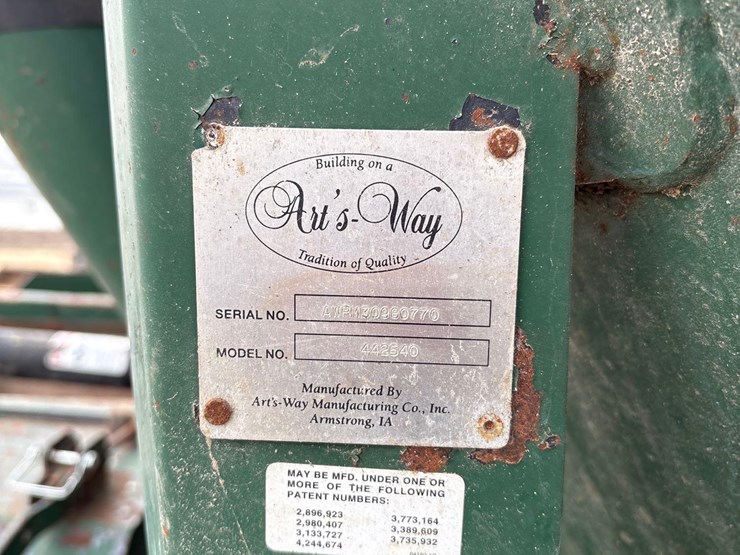 Building on a
Art's-Way
Tradition of Quality
SERIAL NO.
MODEL NO. 442540
Manufactured By
Art's-Way Manufacturing Co., Inc.
Armstrong, IA
MAY BE MFD. UNDER ONE OR
MORE OF THE FOLLOWING
PATENT NUMBERS:
2,896,923 3,773,164
2,980,407 3,389,609
3,133,727 3,735,932
4,244,674